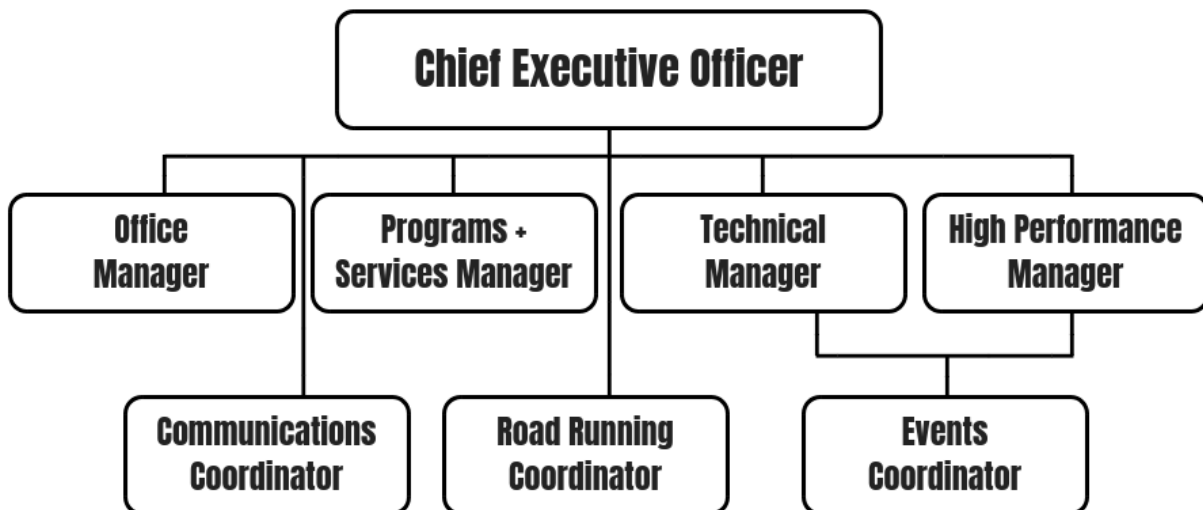 Chief Executive Officer
Office
Manager
Programs +
Services Manager
Technical
Manager
High Performance
Manager
Communications
Coordinator
Road Running
Coordinator
Events
Coordinator